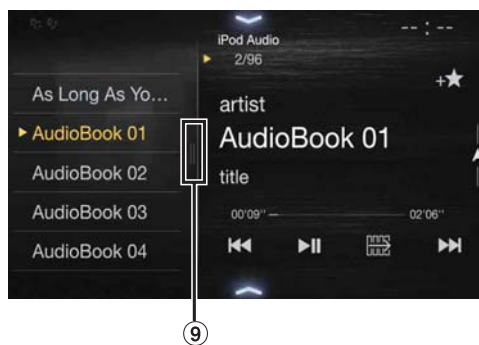 -- : --
iPod Audio
2/96
As Long As Yo...
AudioBook 01
AudioBook 02
AudioBook 03
AudioBook 04
artist
AudioBook 01
title
00'09"
02'06"
9